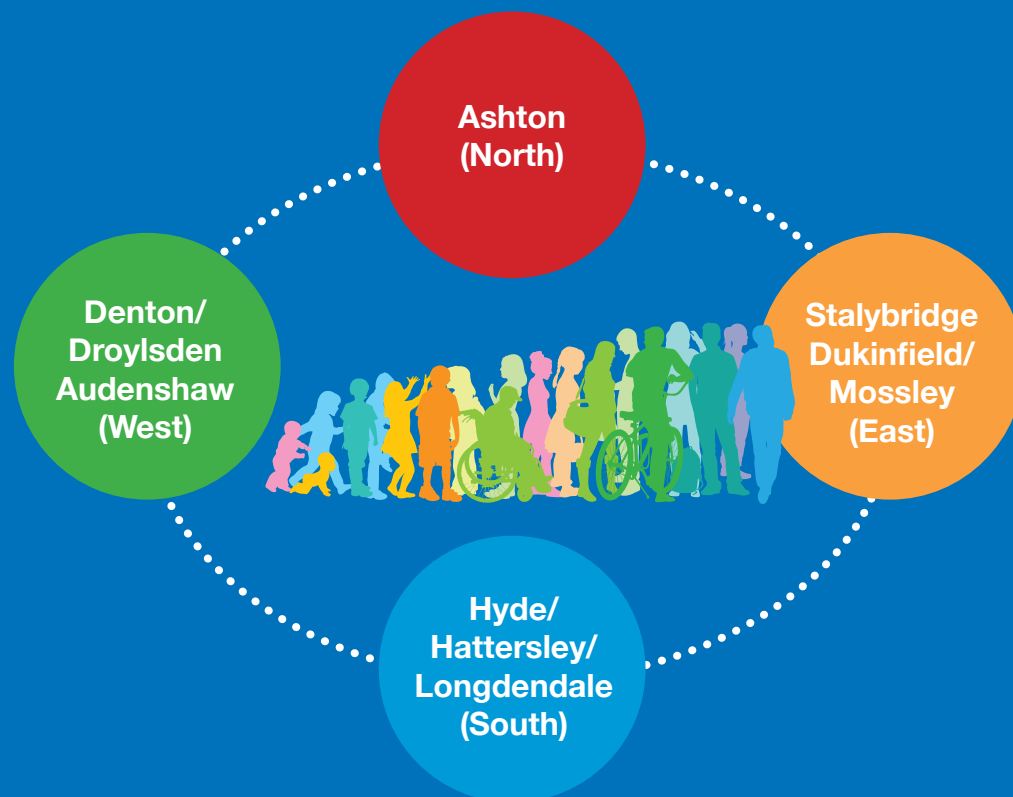 Ashton
(North)
Denton/
Droylsden
Audenshaw
(West)
Stalybridge
Dukinfield/
Mossley
(East)
Hyde/
Hattersley/
Longdendale
(South)